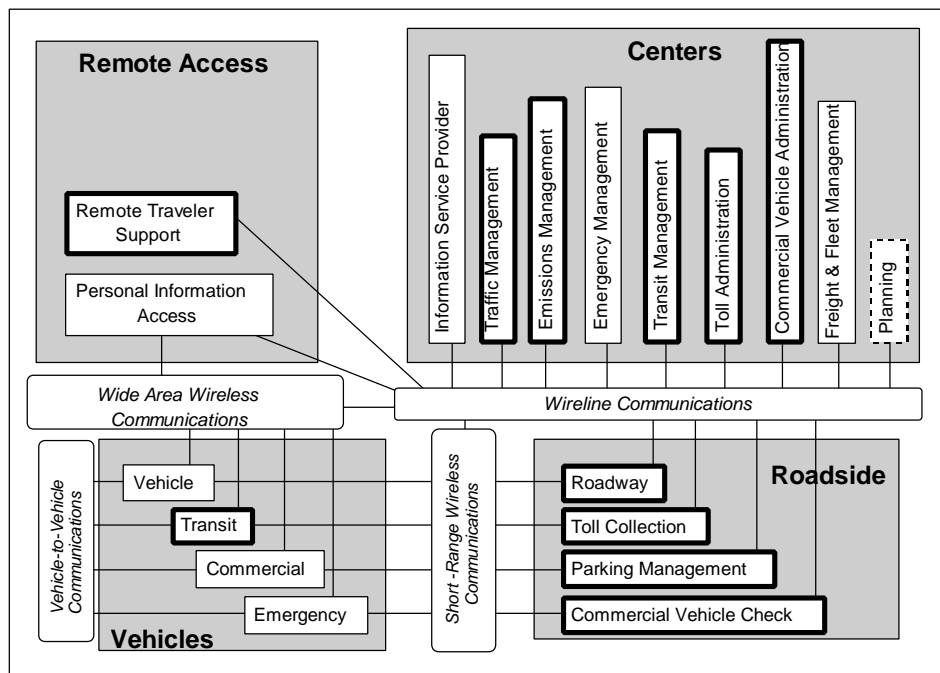 Remote Access
Centers
Information Service Provider
Traffic Management
Emissions Management
Emergency Management
Transit Management
Toll Administration
Commercial Vehicle Administration
Freight & Fleet Management
Planning
Remote Traveler
Support
Personal Information
Access
Wide Area Wireless
Communications
Wireline Communications
Vehicle-to-Vehicle
Communications
Vehicle
Transit
Commercial
Emergency
Vehicles
Short -Range Wireless
Communications
Roadside
Roadway
Toll Collection
Parking Management
Commercial Vehicle Check